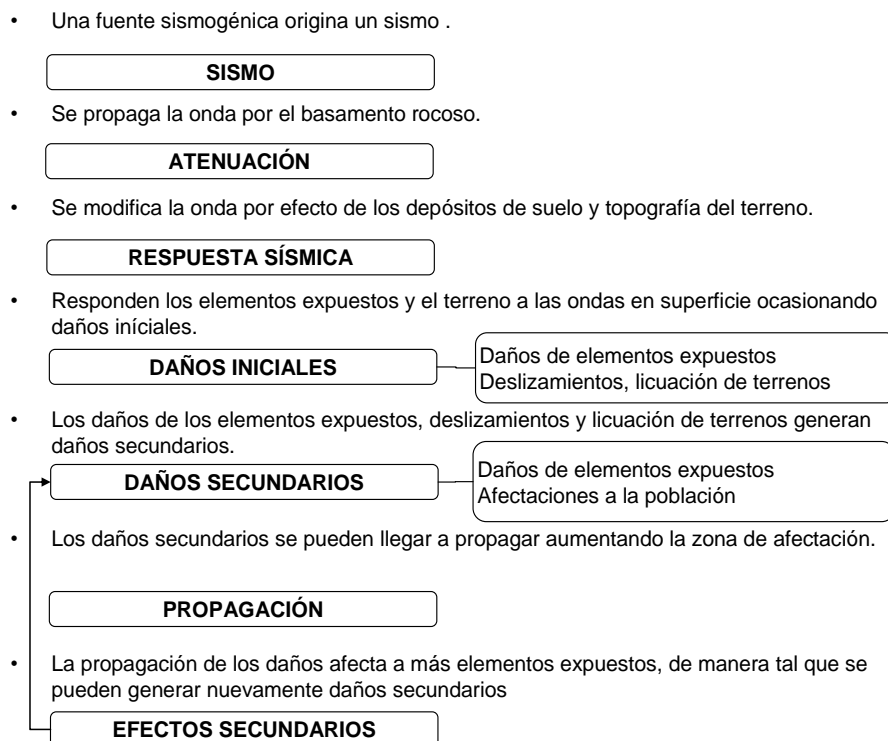 • Una fuente sismogénica origina un sismo .
SISMO
• Se propaga la onda por el basamento rocoso.
ATENUACIÓN
• Se modifica la onda por efecto de los depósitos de suelo y topografía del terreno.
RESPUESTA SÍSMICA
• Responden los elementos expuestos y el terreno a las ondas en superficie ocasionando
daños iníciales.
DAÑOS INICIALES
Daños de elementos expuestos
Deslizamientos, licuación de terrenos
• Los daños de los elementos expuestos, deslizamientos y licuación de terrenos generan
daños secundarios.
DAÑOS SECUNDARIOS
Daños de elementos expuestos
Afectaciones a la población
• Los daños secundarios se pueden llegar a propagar aumentando la zona de afectación.
PROPAGACIÓN
• La propagación de los daños afecta a más elementos expuestos, de manera tal que se
pueden generar nuevamente daños secundarios
EFECTOS SECUNDARIOS